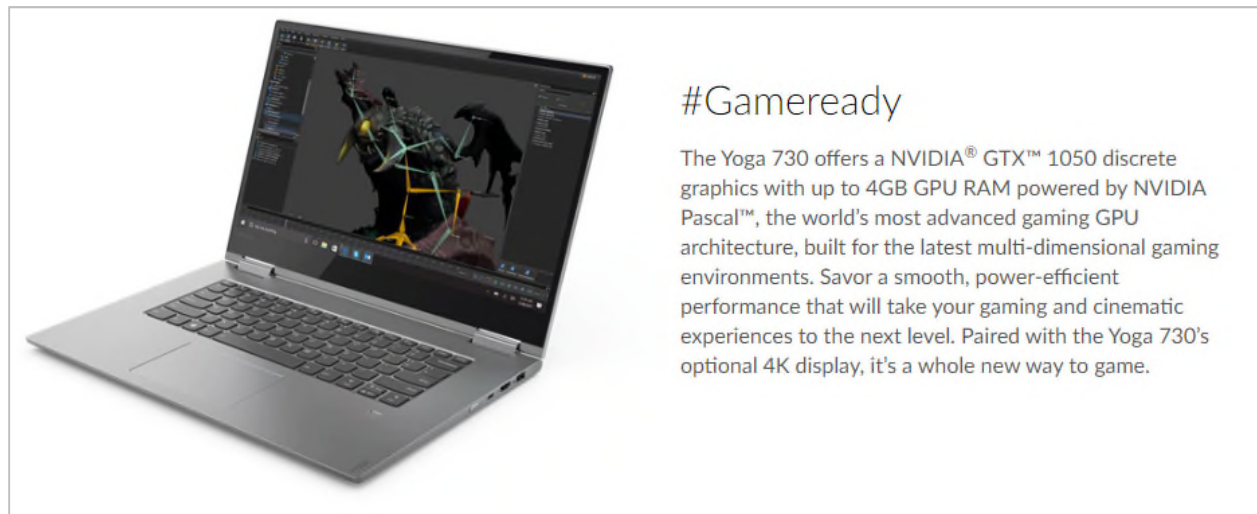 #Gameready
The Yoga 730 offers a NVIDIA® GTX™ 1050 discrete
graphics with up to 4GB GPU RAM powered by NVIDIA
Pascal™, the world’s most advanced gaming GPU
architecture, built for the latest multi-dimensional gaming
environments. Savor a smooth, power-efficient
performance that will take your gaming and cinematic
experiences to the next level. Paired with the Yoga 730’s
optional 4K display, it’s a whole new way to game.